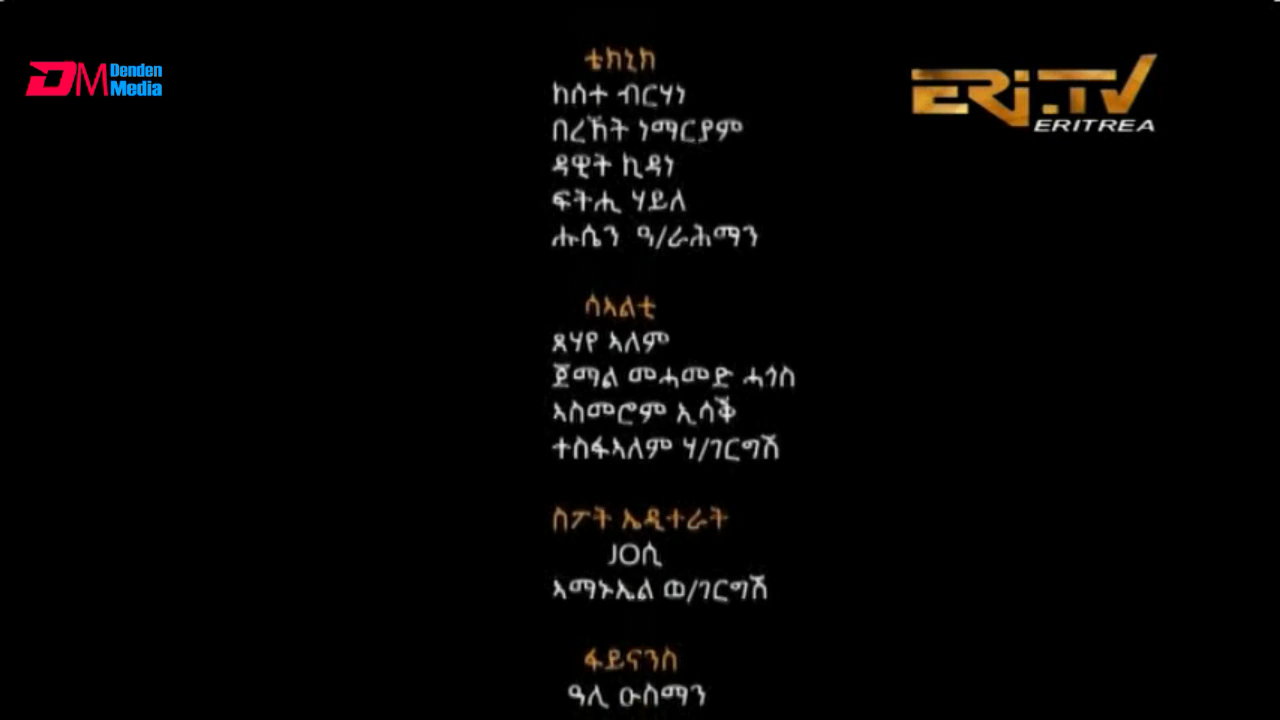 DM Denden Media
ERi.TV
ERITREA
ቴክኒክ
ከሰተ ብርሃነ
በረኸት ነማርያም
ዳዊት ኪዳነ
ፍትሒ ሃይለ
ሑሴን ዓ/ራሕማን
ሳኣልቲ
ጸሃየ ኣለም
ጀማል መሓመድ ሓጎስ
ኣስመሮም ኢሳቕ
ተስፋኣለም ሃ/ገርግሽ
ስፖት ኤዲተራት
JOሲ
ኣማኑኤል ወ/ገርግሽ
ፋይናንስ
ዓሊ ዑስማን